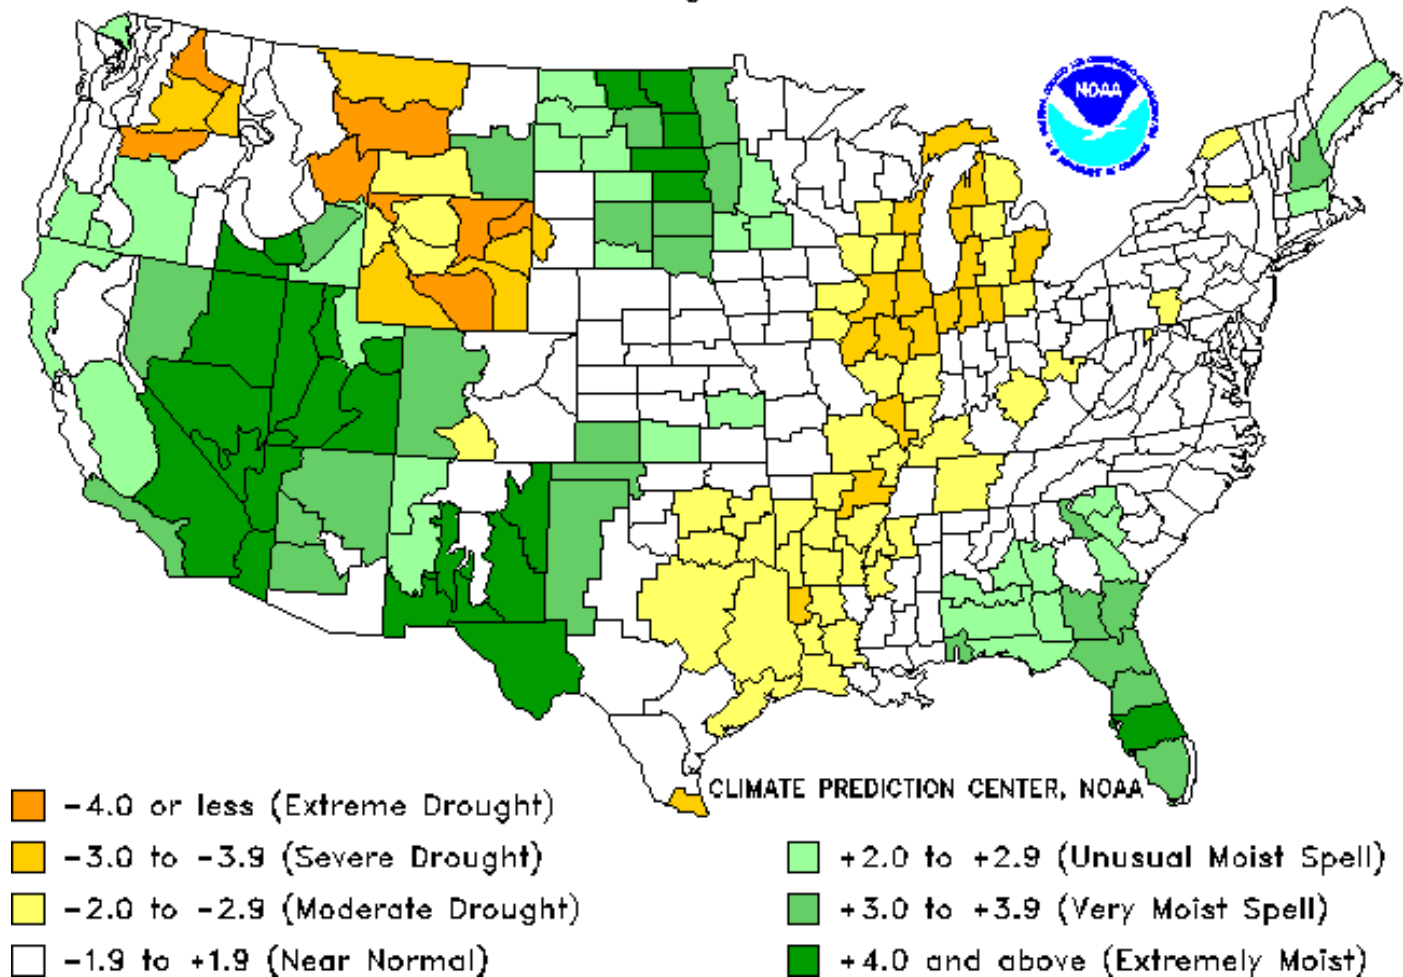 NOAA
CLIMATE PREDICTION CENTER, NOAA
-4.0 or less (Extreme Drought)
-3.0 to -3.9 (Severe Drought)
-2.0 to -2.9 (Moderate Drought)
-1.9 to +1.9 (Near Normal)
+2.0 to +2.9 (Unusual Moist Spell)
+3.0 to +3.9 (Very Moist Spell)
+4.0 and above (Extremely Moist)